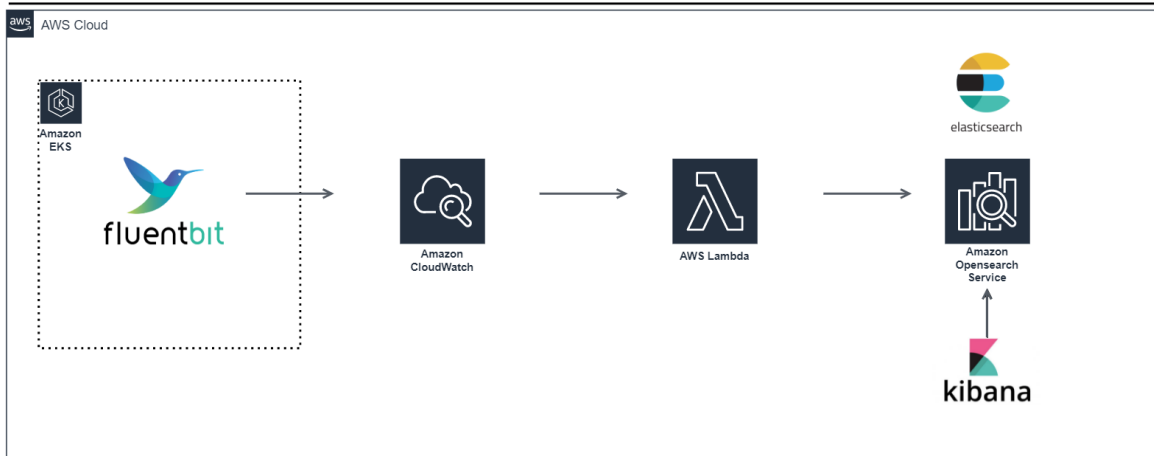 aws
AWS Cloud
K
Amazon
EKS
fluentbit
Amazon
CloudWatch
AWS Lambda
elasticsearch
Amazon
Opensearch
Service
kibana